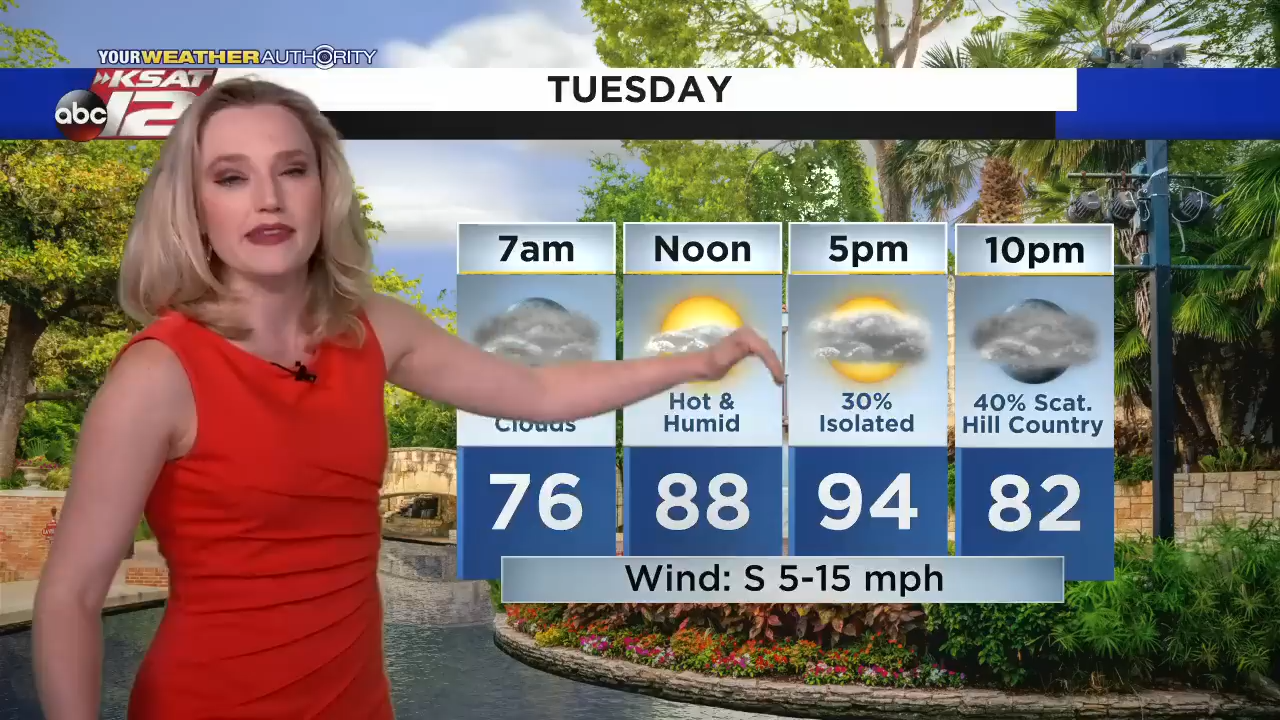 YOURWEATHERAUTHORITY
KSAT
abc 12
TUESDAY
7am
Noon
5pm
10pm
Clouds
Hot &
Humid
30%
Isolated
40% Scat.
Hill Country
76
88
94
82
Wind: S 5-15 mph